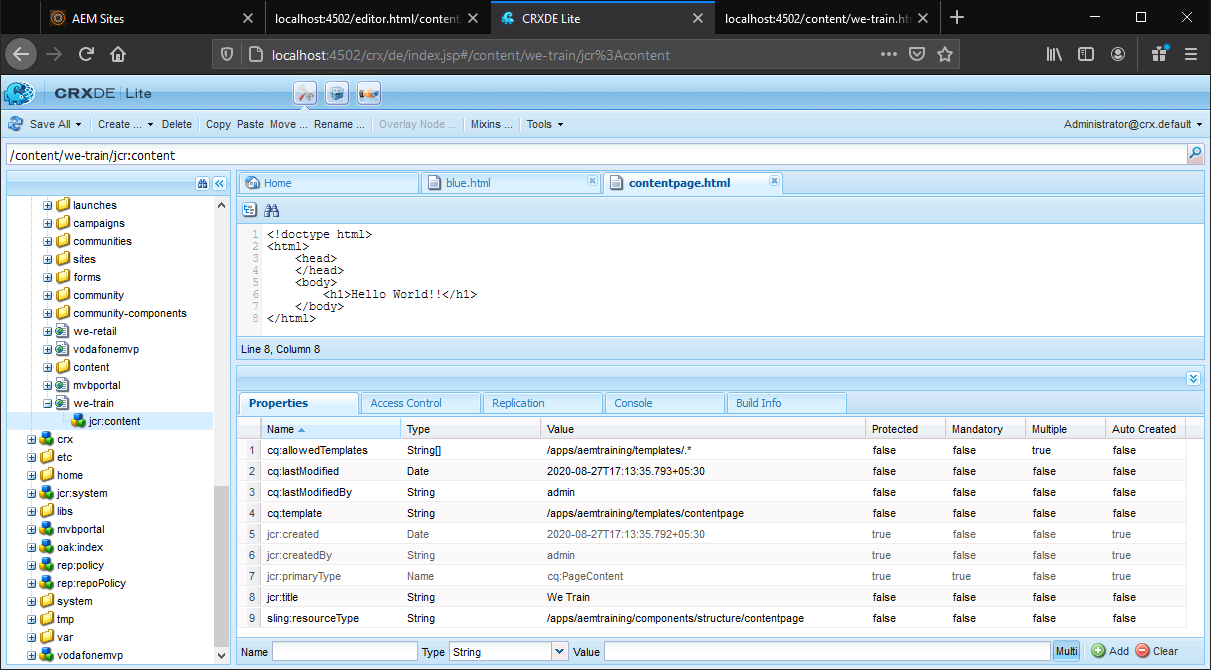 AEM Sites
localhost:4502/editor.html/content
CRXDE Lite
localhost:4502/content/we-train.ht
localhost:4502/crx/de/index.jsp#/content/we-train/jcr%3Acontent
CRXDE | Lite
Save All Create ... Delete Copy Paste Move ... Rename ... Overlay Node ... Mixins ... Tools Administrator@crx.default
/content/we-train/jcr:content
launches
campaigns
communities
sites
forms
community
community-components
we-retail
vodafonemvp
content
mvbportal
we-train
jcr:content
crx
etc
home
jcr:system
libs
mvbportal
oak:index
rep:policy
rep:repoPolicy
system
tmp
var
vodafonemvp
Home blue.html contentpage.html
1 <!doctype html>
2 <html>
3 <head>
4 </head>
5 <body>
6 <h1>Hello World!!</h1>
7 </body>
8 </html>
Line 8, Column 8
Properties Access Control Replication Console Build Info
Name Type Value Protected Mandatory Multiple Auto Created
1 cq:allowedTemplates String[] /apps/aemtraining/templates/.* false false true false
2 cq:lastModified Date 2020-08-27T17:13:35.793+05:30 false false false false
3 cq:lastModifiedBy String admin false false false false
4 cq:template String /apps/aemtraining/templates/contentpage false false false false
5 jcr:created Date 2020-08-27T17:13:35.792+05:30 true false false true
6 jcr:createdBy String admin true false false true
7 jcr:primaryType Name cq:PageContent true true false true
8 jcr:title String We Train false false false false
9 sling:resourceType String /apps/aemtraining/components/structure/contentpage false false false false
Name Type String Value Multi Add Clear